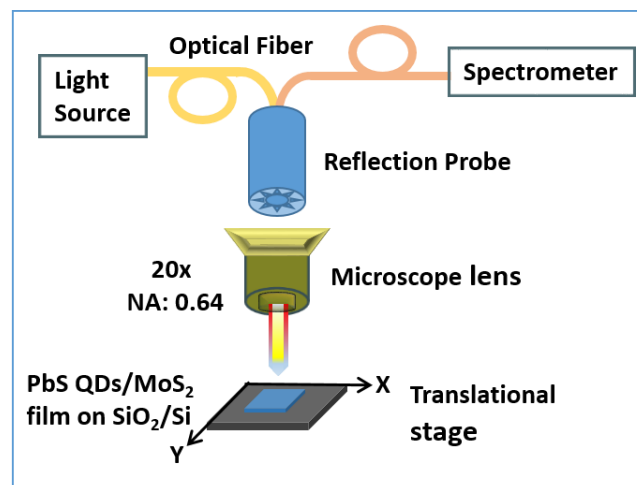 Optical Fiber
Light
Source
Spectrometer
Reflection Probe
20x
NA: 0.64
Microscope lens
PbS QDs/MoS₂
film on SiO₂/Si
X
Y
Translational
stage